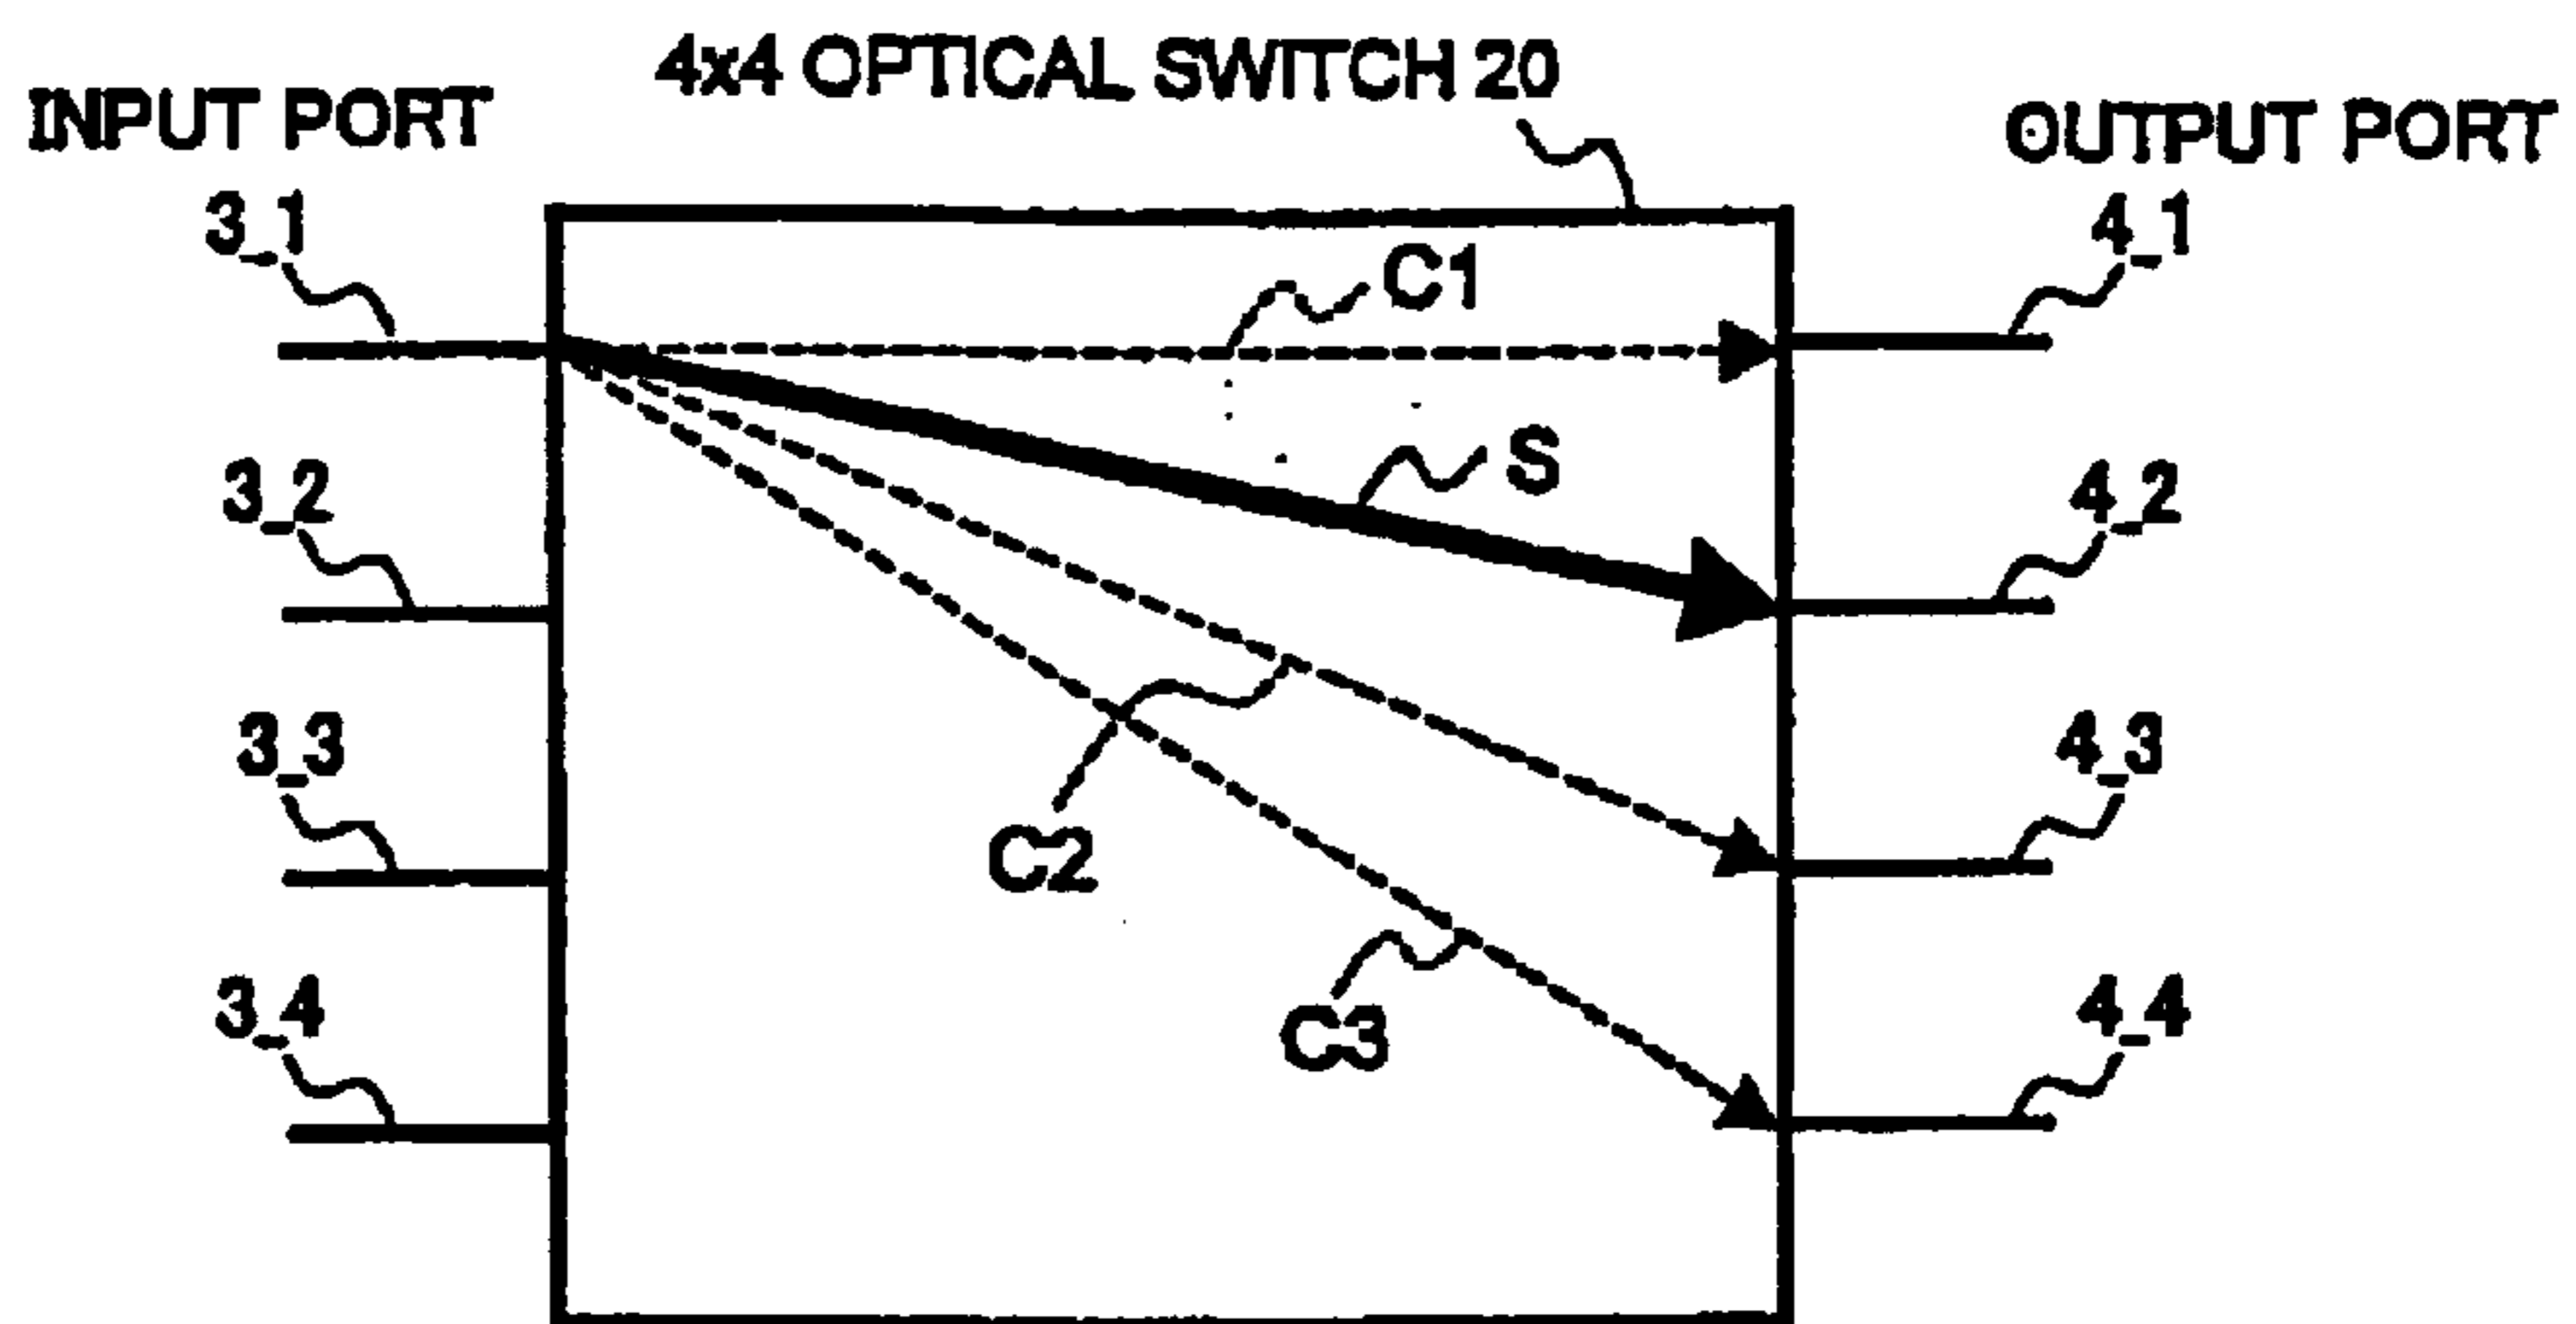 4x4 OPTICAL SWITCH 20
INPUT PORT
OUTPUT PORT
3_1
4_1
C1
S
3_2
4_2
3_3
4_3
C2
3_4
4_4
C3